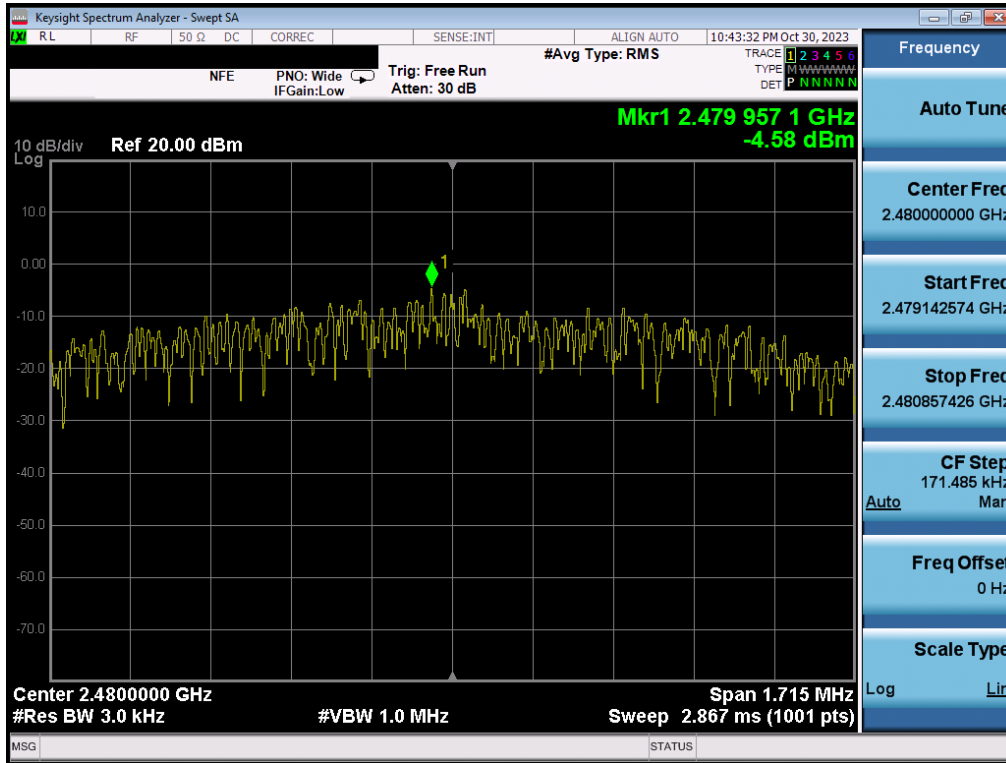 Keysight Spectrum Analyzer - Swept SA
LXI RL RF 50 Ω DC CORREC SENSE:INT ALIGN AUTO 10:43:32 PM Oct 30, 2023
#Avg Type: RMS TRACE 1 2 3 4 5 6
NFE PNO: Wide Trig: Free Run TYPE M WWWWW
IFGain:Low Atten: 30 dB DET P N N N N N
Mkr1 2.479 957 1 GHz
-4.58 dBm
10 dB/div Ref 20.00 dBm
Log
10.0
0.00
1
-10.0
-20.0
-30.0
-40.0
-50.0
-60.0
-70.0
Center 2.4800000 GHz Span 1.715 MHz
#Res BW 3.0 kHz #VBW 1.0 MHz Sweep 2.867 ms (1001 pts)
MSG STATUS
Frequency
Auto Tune
Center Freq
2.480000000 GHz
Start Freq
2.479142574 GHz
Stop Freq
2.480857426 GHz
CF Step
171.485 kHz
Auto Man
Freq Offset
0 Hz
Scale Type
Log Lin